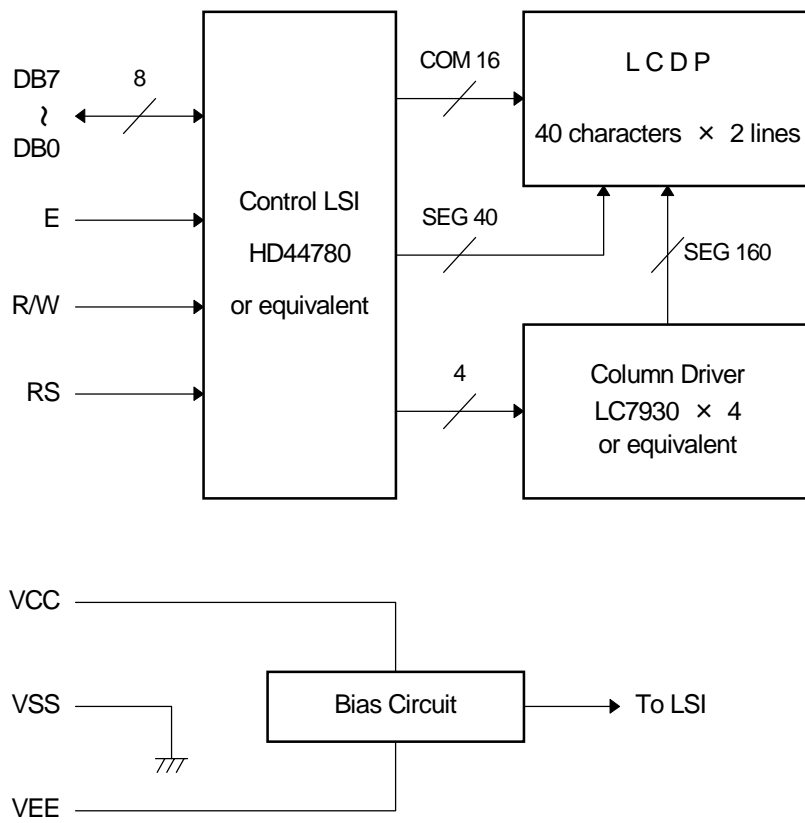 DB7
~
DB0
8
E
R/W
RS
Control LSI
HD44780
or equivalent
COM 16
SEG 40
4
L C D P
40 characters × 2 lines
SEG 160
Column Driver
LC7930 × 4
or equivalent
VCC
VSS
VEE
Bias Circuit
To LSI